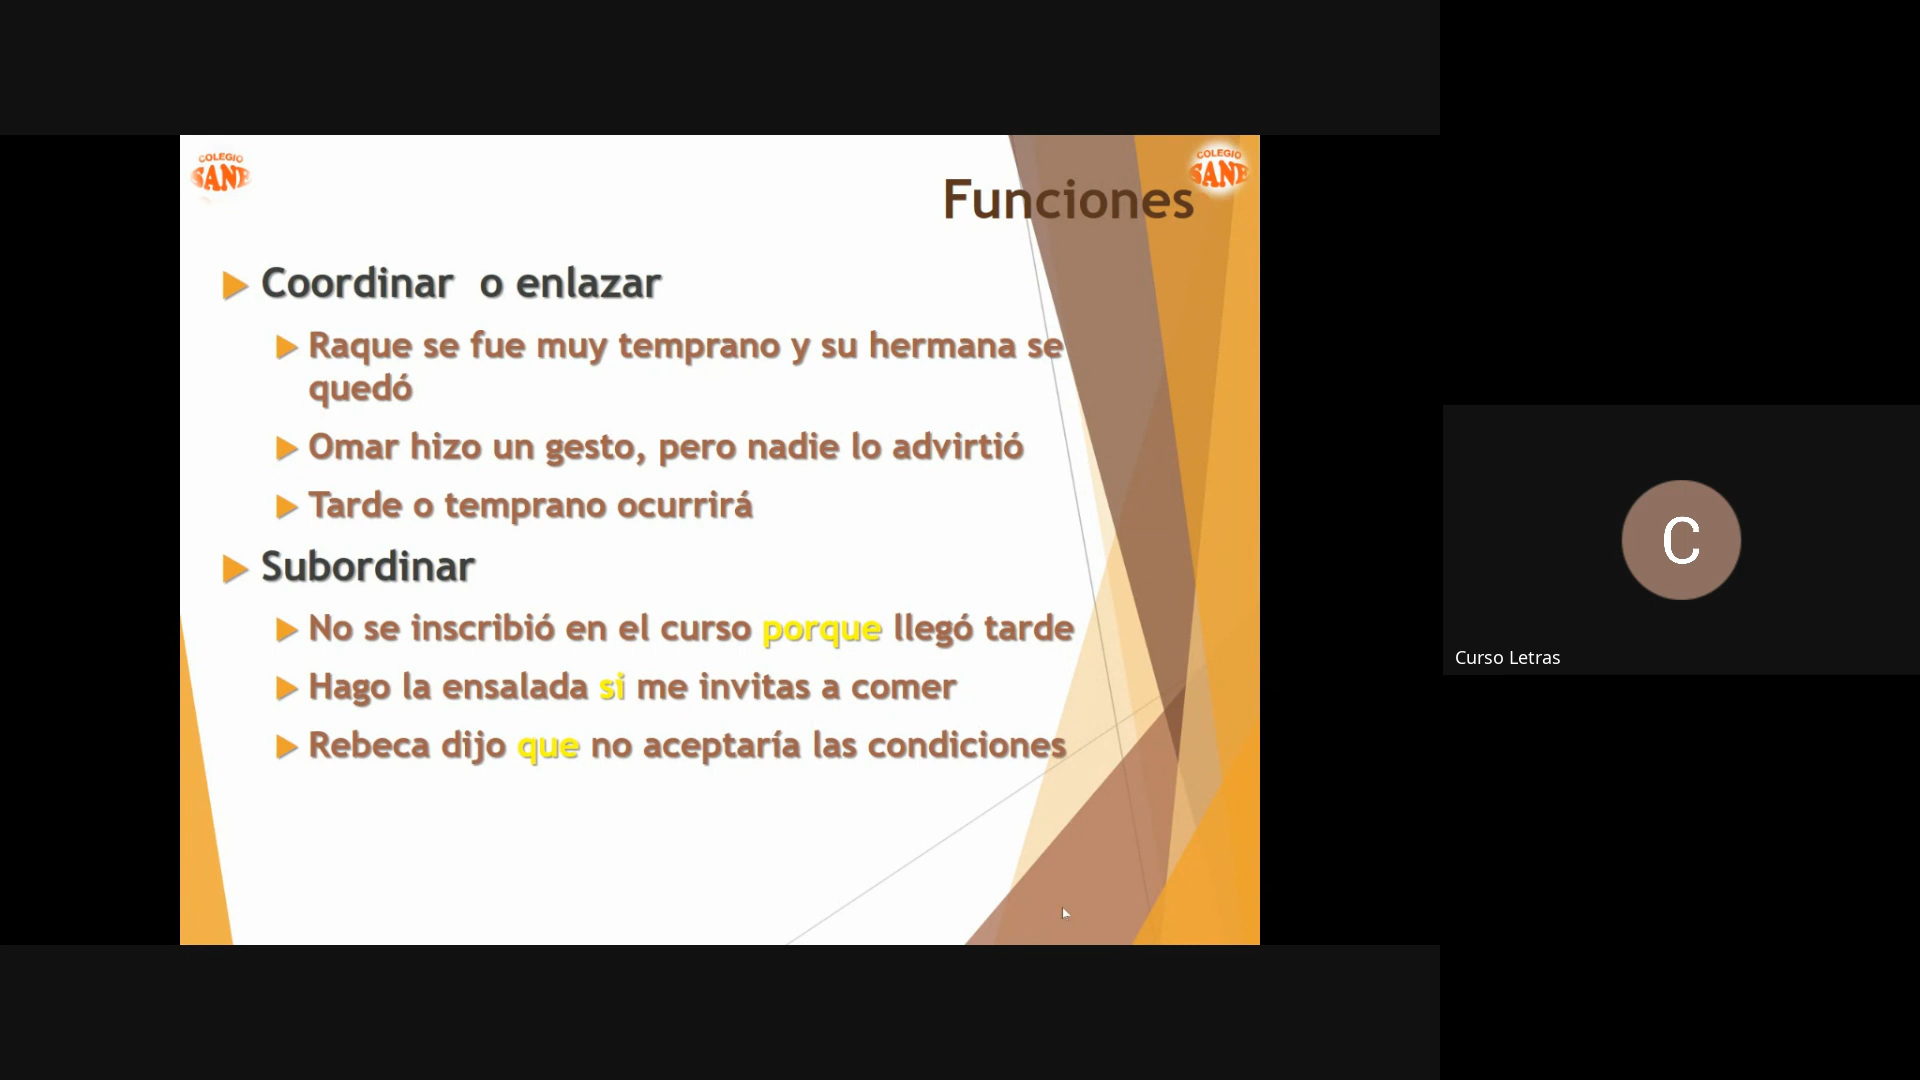 COLEGIO
SANE
COLEGIO
SANE
Funciones
Coordinar o enlazar
Raque se fue muy temprano y su hermana se
quedó
Omar hizo un gesto, pero nadie lo advirtió
Tarde o temprano ocurrirá
Subordinar
No se inscribió en el curso porque llegó tarde
Hago la ensalada si me invitas a comer
Rebeca dijo que no aceptaría las condiciones
C
Curso Letras